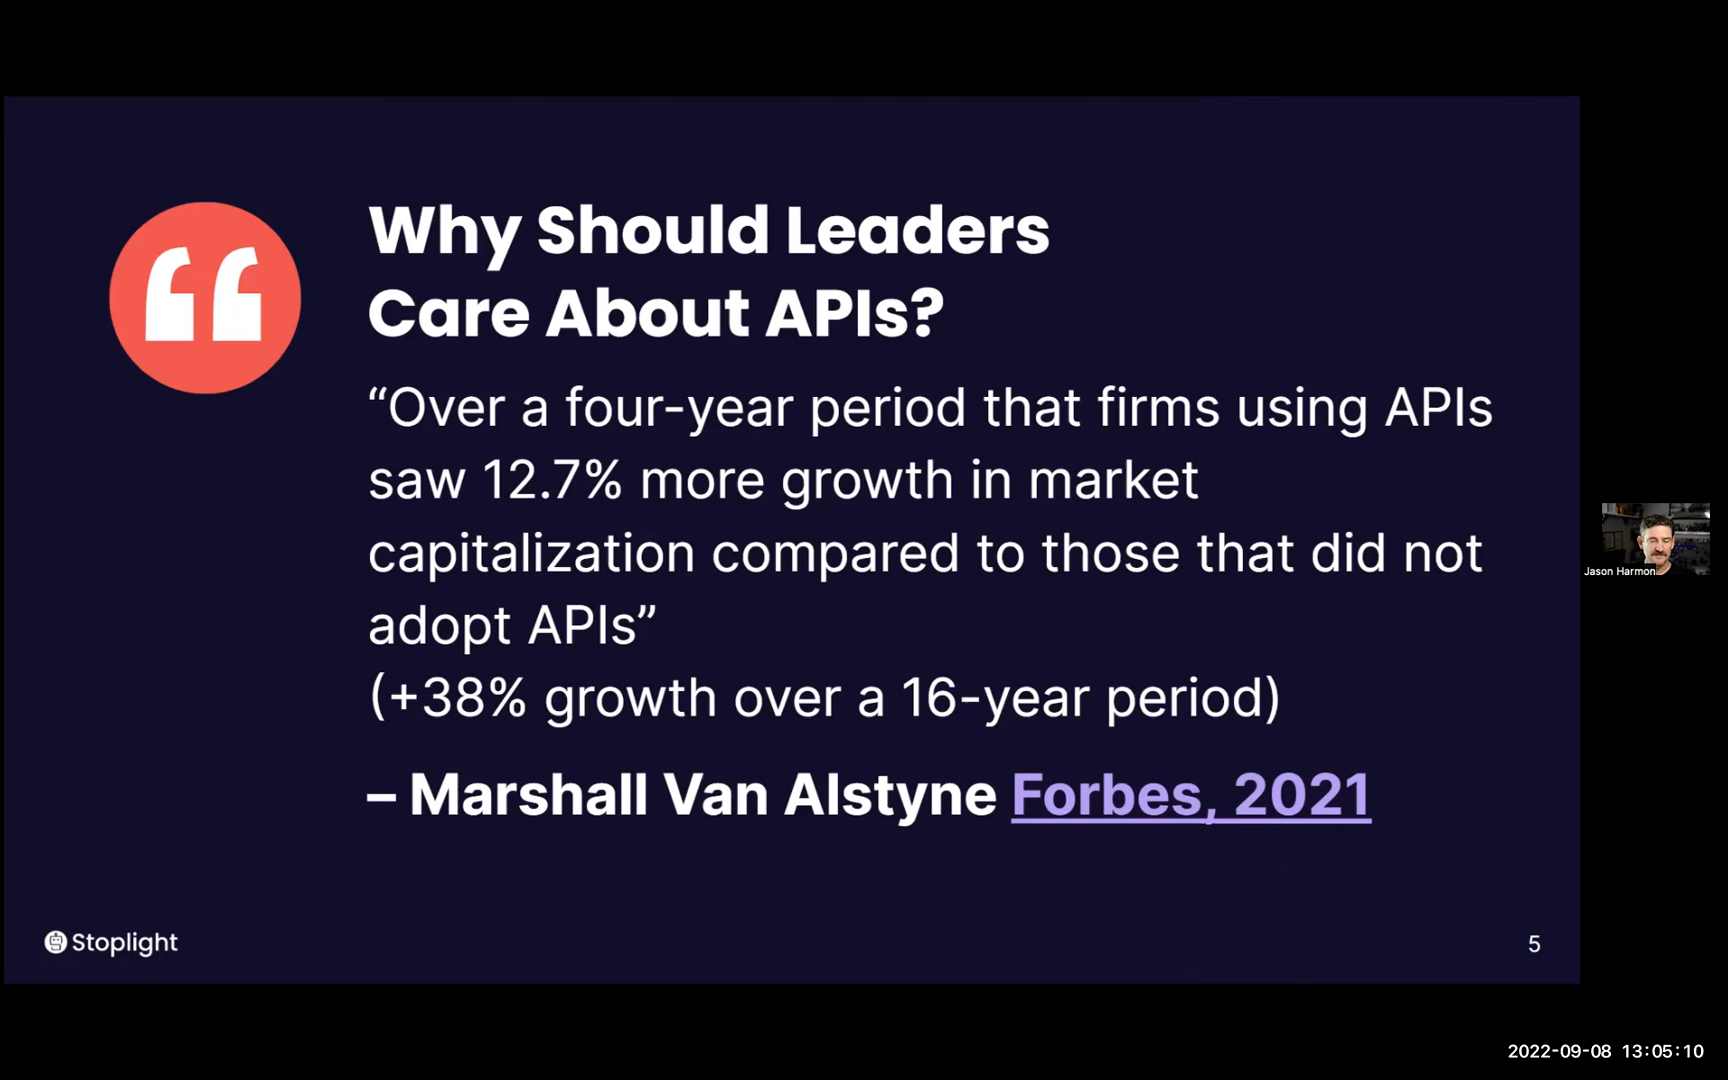 Why Should Leaders
Care About APIs?
“Over a four-year period that firms using APIs
saw 12.7% more growth in market
capitalization compared to those that did not
adopt APIs”
(+38% growth over a 16-year period)
– Marshall Van Alstyne Forbes, 2021
Jason Harmon
Stoplight
5
2022-09-08 13:05:10